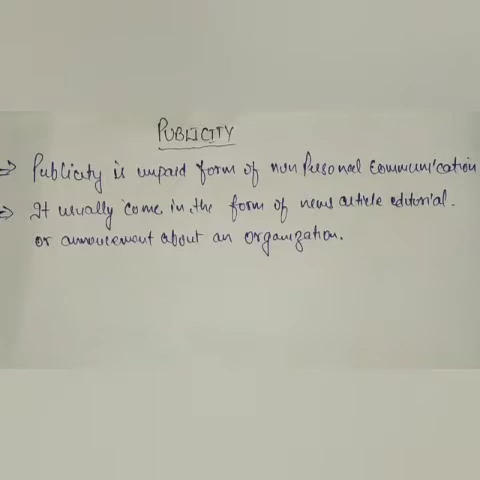 PUBLICITY
⇒ Publicity is unpaid form of non Personal Communication
⇒ It usually come in the form of news article editorial.
or announcement about an organization.